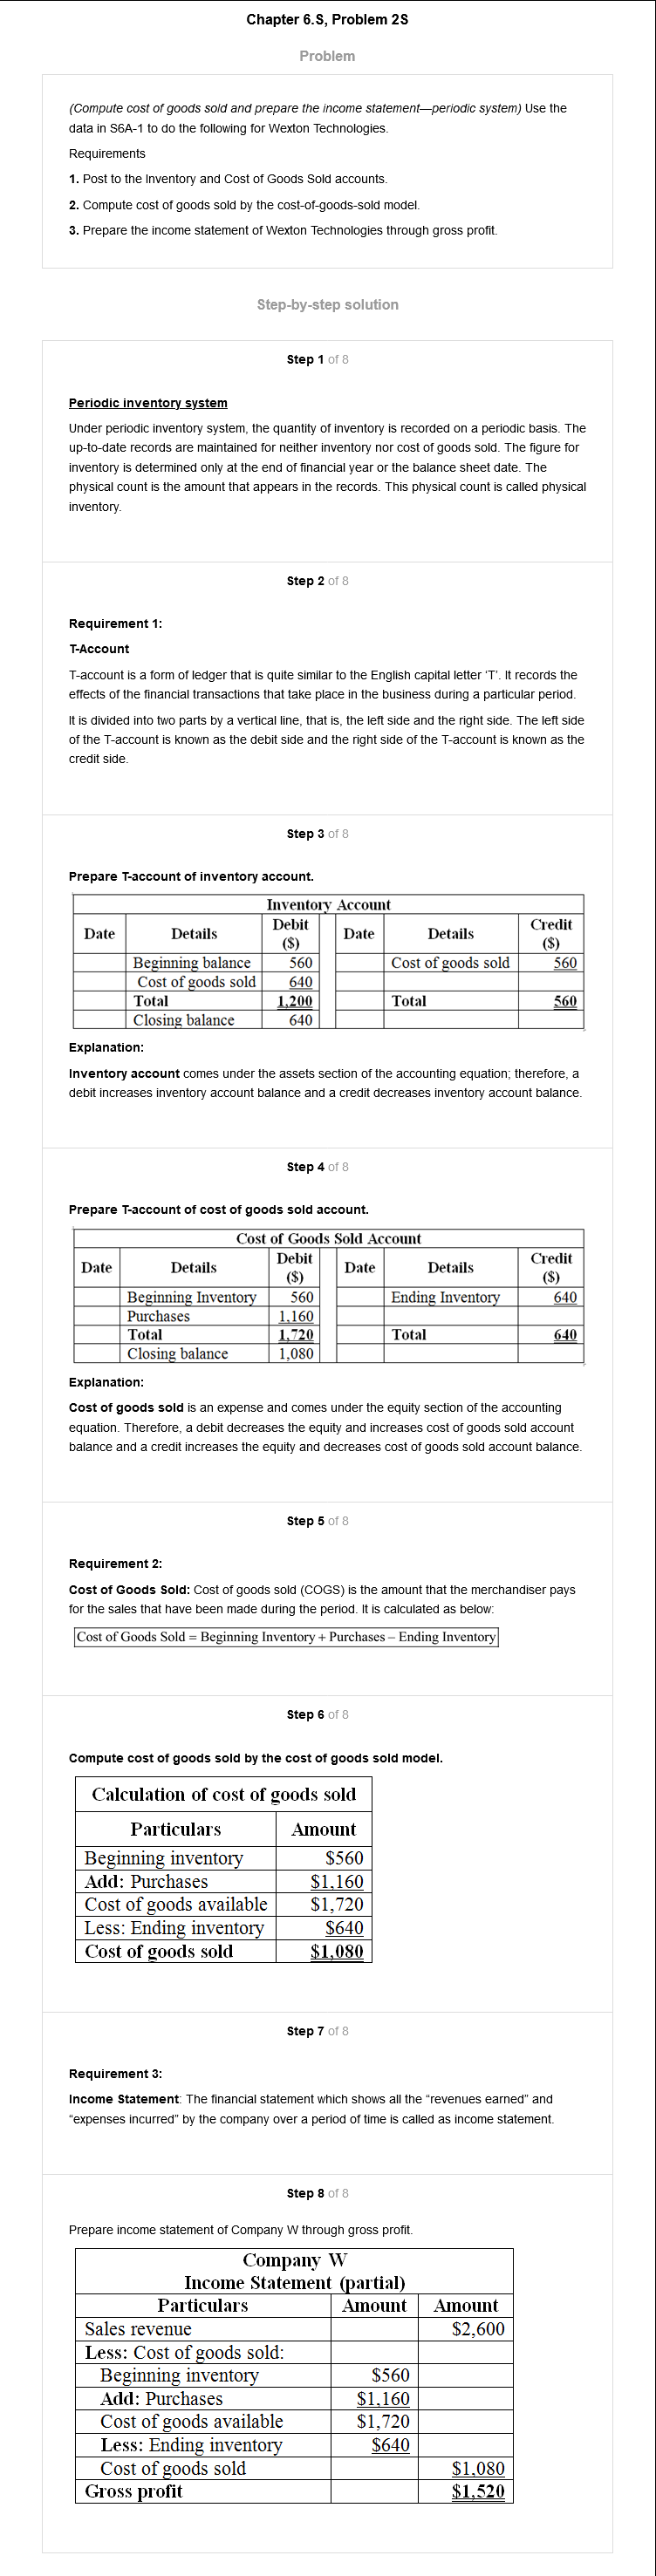 Chapter 6.S, Problem 2S
Problem
(Compute cost of goods sold and prepare the income statement—periodic system) Use the
data in S6A-1 to do the following for Wexton Technologies.
Requirements
1. Post to the Inventory and Cost of Goods Sold accounts.
2. Compute cost of goods sold by the cost-of-goods-sold model.
3. Prepare the income statement of Wexton Technologies through gross profit.
Step-by-step solution
Step 1 of 8
Periodic inventory system
Under periodic inventory system, the quantity of inventory is recorded on a periodic basis. The
up-to-date records are maintained for neither inventory nor cost of goods sold. The figure for
inventory is determined only at the end of financial year or the balance sheet date. The
physical count is the amount that appears in the records. This physical count is called physical
inventory.
Step 2 of 8
Requirement 1:
T-Account
T-account is a form of ledger that is quite similar to the English capital letter ‘T’. It records the
effects of the financial transactions that take place in the business during a particular period.
It is divided into two parts by a vertical line, that is, the left side and the right side. The left side
of the T-account is known as the debit side and the right side of the T-account is known as the
credit side.
Step 3 of 8
Prepare T-account of inventory account.
Inventory Account
Date Details Debit ($) Date Details Credit ($)
Beginning balance 560 Cost of goods sold 560
Cost of goods sold 640
Total 1,200 Total 560
Closing balance 640
Explanation:
Inventory account comes under the assets section of the accounting equation; therefore, a
debit increases inventory account balance and a credit decreases inventory account balance.
Step 4 of 8
Prepare T-account of cost of goods sold account.
Cost of Goods Sold Account
Date Details Debit ($) Date Details Credit ($)
Beginning Inventory 560 Ending Inventory 640
Purchases 1,160
Total 1,720 Total 640
Closing balance 1,080
Explanation:
Cost of goods sold is an expense and comes under the equity section of the accounting
equation. Therefore, a debit decreases the equity and increases cost of goods sold account
balance and a credit increases the equity and decreases cost of goods sold account balance.
Step 5 of 8
Requirement 2:
Cost of Goods Sold: Cost of goods sold (COGS) is the amount that the merchandiser pays
for the sales that have been made during the period. It is calculated as below:
Cost of Goods Sold = Beginning Inventory + Purchases – Ending Inventory
Step 6 of 8
Compute cost of goods sold by the cost of goods sold model.
Calculation of cost of goods sold
Particulars Amount
Beginning inventory $560
Add: Purchases $1,160
Cost of goods available $1,720
Less: Ending inventory $640
Cost of goods sold $1,080
Step 7 of 8
Requirement 3:
Income Statement: The financial statement which shows all the “revenues earned” and
“expenses incurred” by the company over a period of time is called as income statement.
Step 8 of 8
Prepare income statement of Company W through gross profit.
Company W
Income Statement (partial)
Particulars Amount Amount
Sales revenue $2,600
Less: Cost of goods sold:
Beginning inventory $560
Add: Purchases $1,160
Cost of goods available $1,720
Less: Ending inventory $640
Cost of goods sold $1,080
Gross profit $1,520